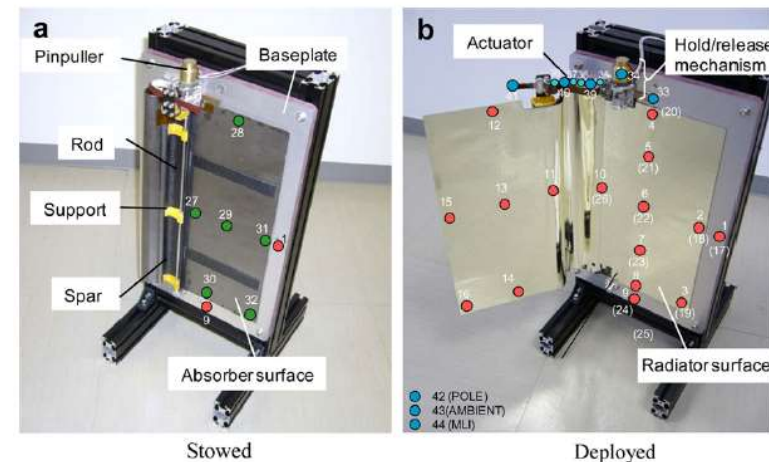 a
Pinpuller
Baseplate
28
Rod
27
29
Support
31
1
Spar
30
9
32
Absorber surface
Stowed
b
Actuator
Hold/release
mechanism
34
33
(20)
4
12
5
(21)
11
10
(26)
13
6
(22)
15
2
(18)
1
(17)
7
(23)
14
8
16
9
(24)
3
(19)
(25)
Radiator surface
42 (POLE)
43(AMBIENT)
44 (MLI)
Deployed